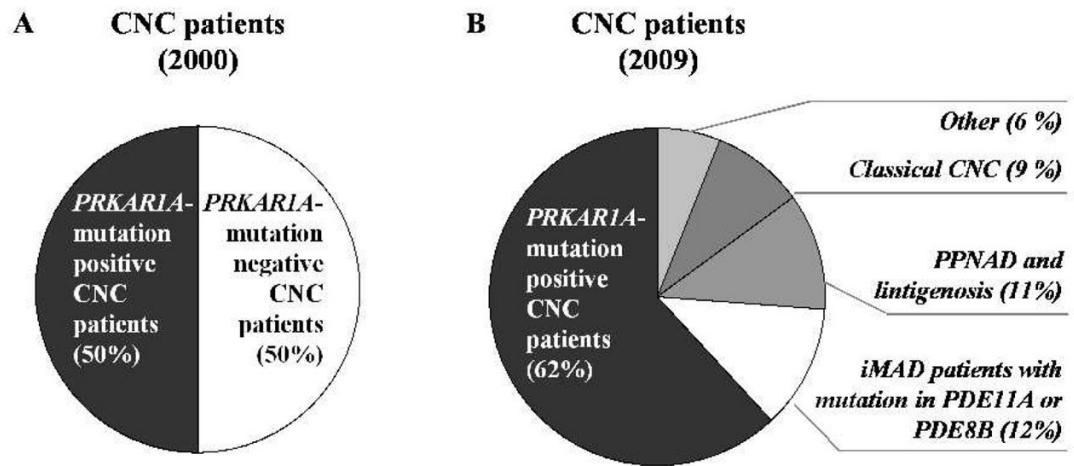 A
CNC patients
(2000)
PRKAR1A-
mutation
positive
CNC
patients
(50%)
PRKAR1A-
mutation
negative
CNC
patients
(50%)
B
CNC patients
(2009)
PRKAR1A-
mutation
positive
CNC
patients
(62%)
Other (6 %)
Classical CNC (9 %)
PPNAD and
lintigenosis (11%)
iMAD patients with
mutation in PDE11A or
PDE8B (12%)